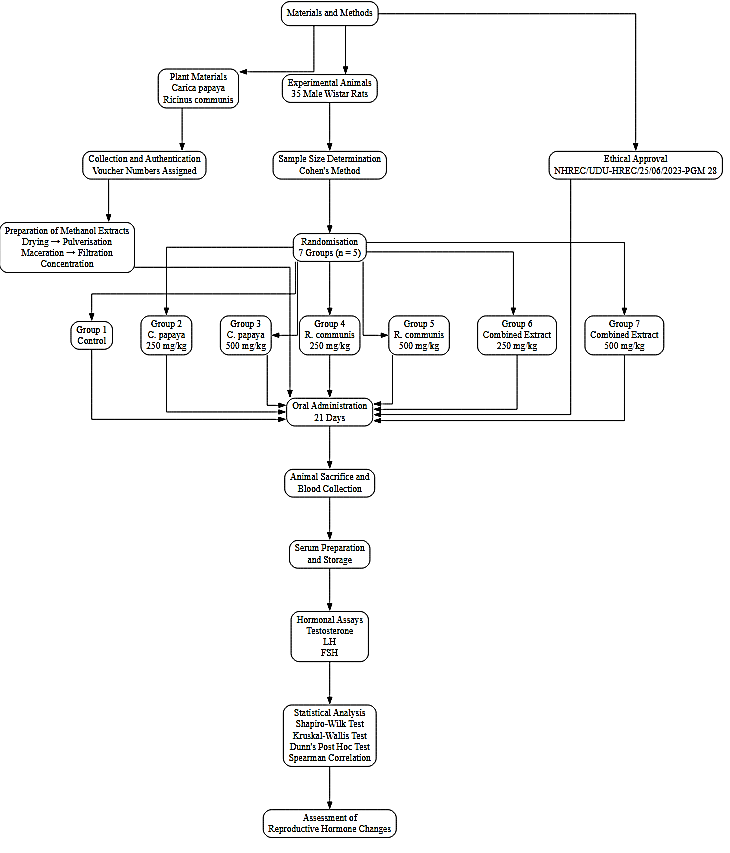 Materials and Methods
Plant Materials
Carica papaya
Ricinus communis
Experimental Animals
35 Male Wistar Rats
Collection and Authentication
Voucher Numbers Assigned
Sample Size Determination
Cohen's Method
Ethical Approval
NHREC/UDU-HREC/25/06/2023-PGM 28
Preparation of Methanol Extracts
Drying → Pulverisation
Maceration → Filtration
Concentration
Randomisation
7 Groups (n = 5)
Group 1
Control
Group 2
C. papaya
250 mg/kg
Group 3
C. papaya
500 mg/kg
Group 4
R. communis
250 mg/kg
Group 5
R. communis
500 mg/kg
Group 6
Combined Extract
250 mg/kg
Group 7
Combined Extract
500 mg/kg
Oral Administration
21 Days
Animal Sacrifice and
Blood Collection
Serum Preparation
and Storage
Hormonal Assays
Testosterone
LH
FSH
Statistical Analysis
Shapiro-Wilk Test
Kruskal-Wallis Test
Dunn's Post Hoc Test
Spearman Correlation
Assessment of
Reproductive Hormone Changes